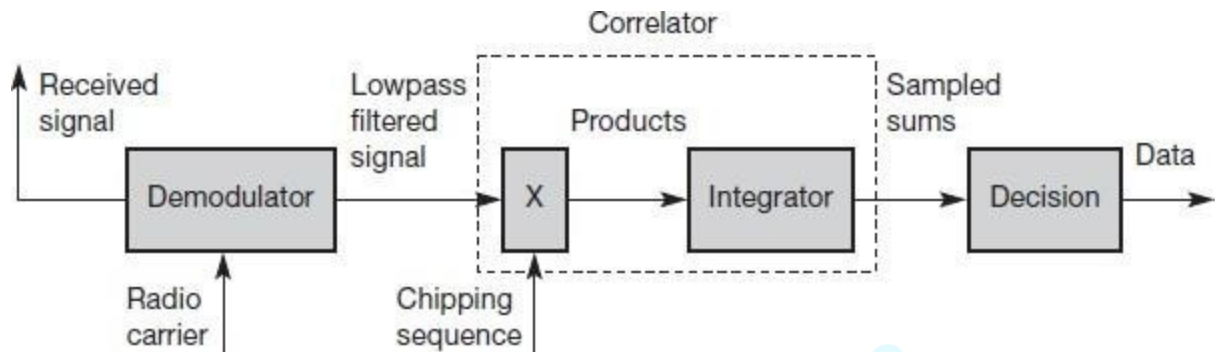 Correlator
Received
signal
Lowpass
filtered
signal
Products
Sampled
sums
Demodulator
X
Integrator
Decision
Data
Radio
carrier
Chipping
sequence